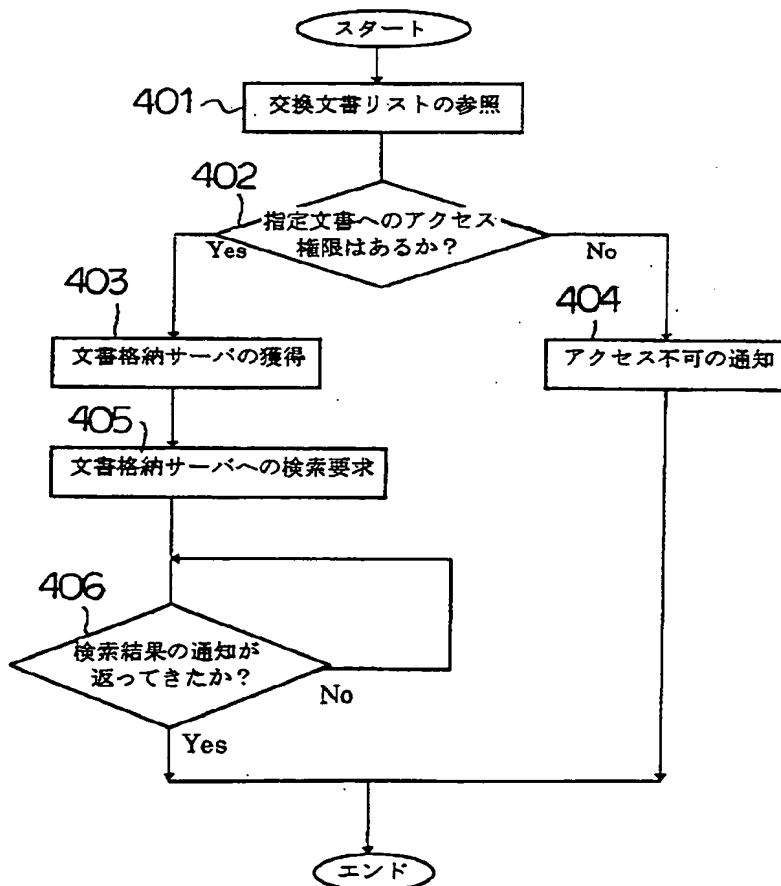 スタート
401
交換文書リストの参照
402
指定文書へのアクセス
権限はあるか？
Yes
No
403
文書格納サーバの獲得
404
アクセス不可の通知
405
文書格納サーバへの検索要求
406
検索結果の通知が
返ってきたか？
No
Yes
エンド